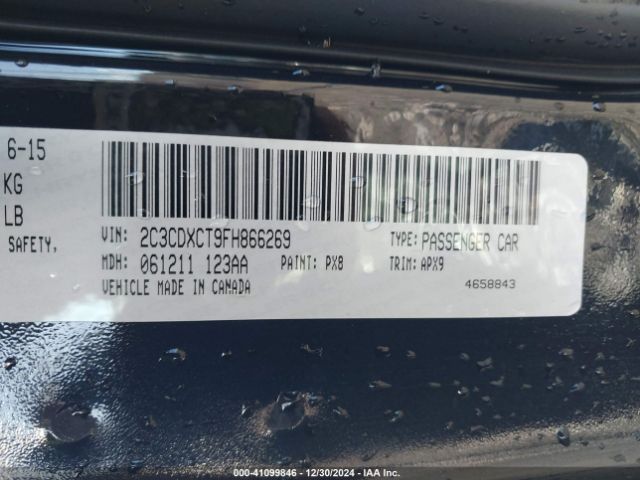 6-15
KG
LB
SAFETY,
VIN: 2C3CDXCT9FH866269 TYPE: PASSENGER CAR
MDH: 061211 123AA PAINT: PX8 TRIM: APX9
VEHICLE MADE IN CANADA 4658843
000-41099846 - 12/30/2024 - IAA Inc.